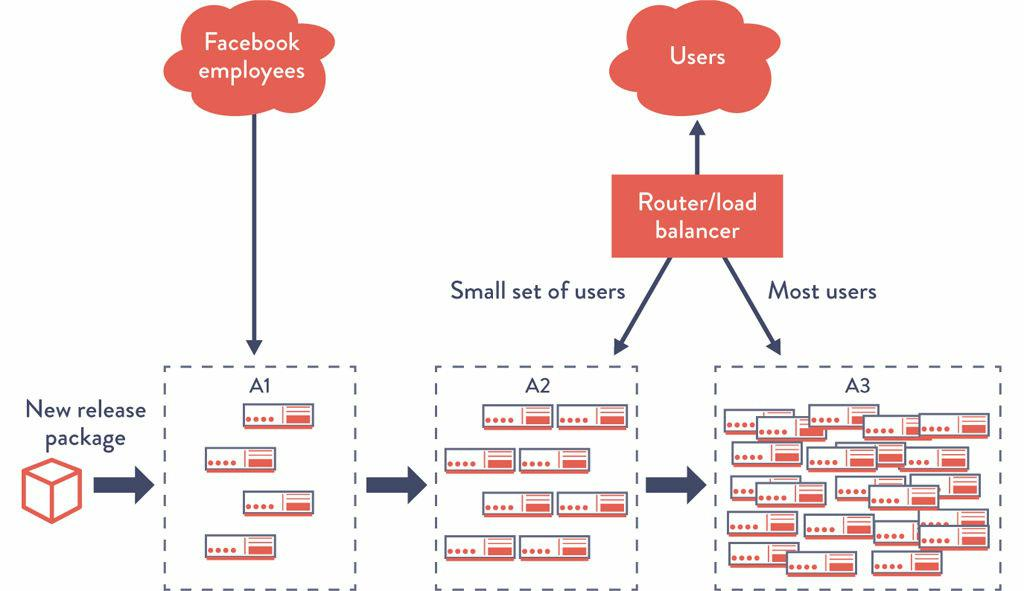 Facebook
employees
Users
Router/load
balancer
Small set of users
Most users
A1
A2
A3
New release
package